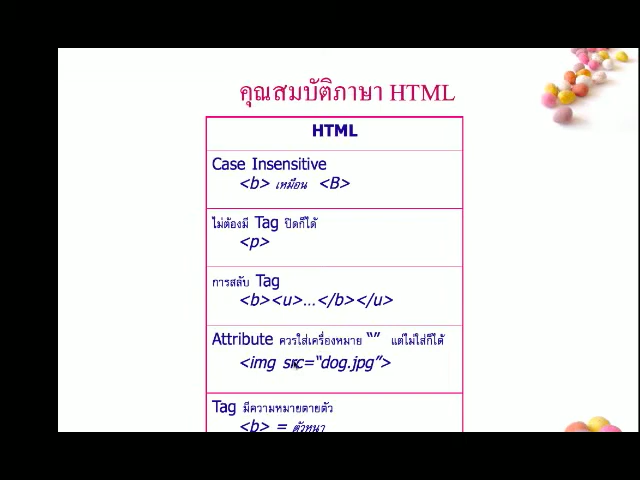 คุณสมบัติภาษา HTML
HTML
Case Insensitive
<b> เหมือน <B>
ไม่ต้องมี Tag ปิดก็ได้
<p>
การสลับ Tag
<b><u>...</b></u>
Attribute ควรใส่เครื่องหมาย “” แต่ไม่ใส่ก็ได้
<img src=“dog.jpg”>
Tag มีความหมายตายตัว
<b> = ตัวหนา